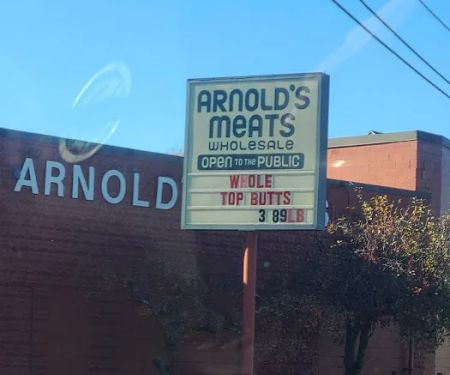 ARNOLD'S
MEATS
WHOLESALE
OPEN TO THE PUBLIC
WHOLE
TOP BUTTS
3 89LB
ARNOLD
S